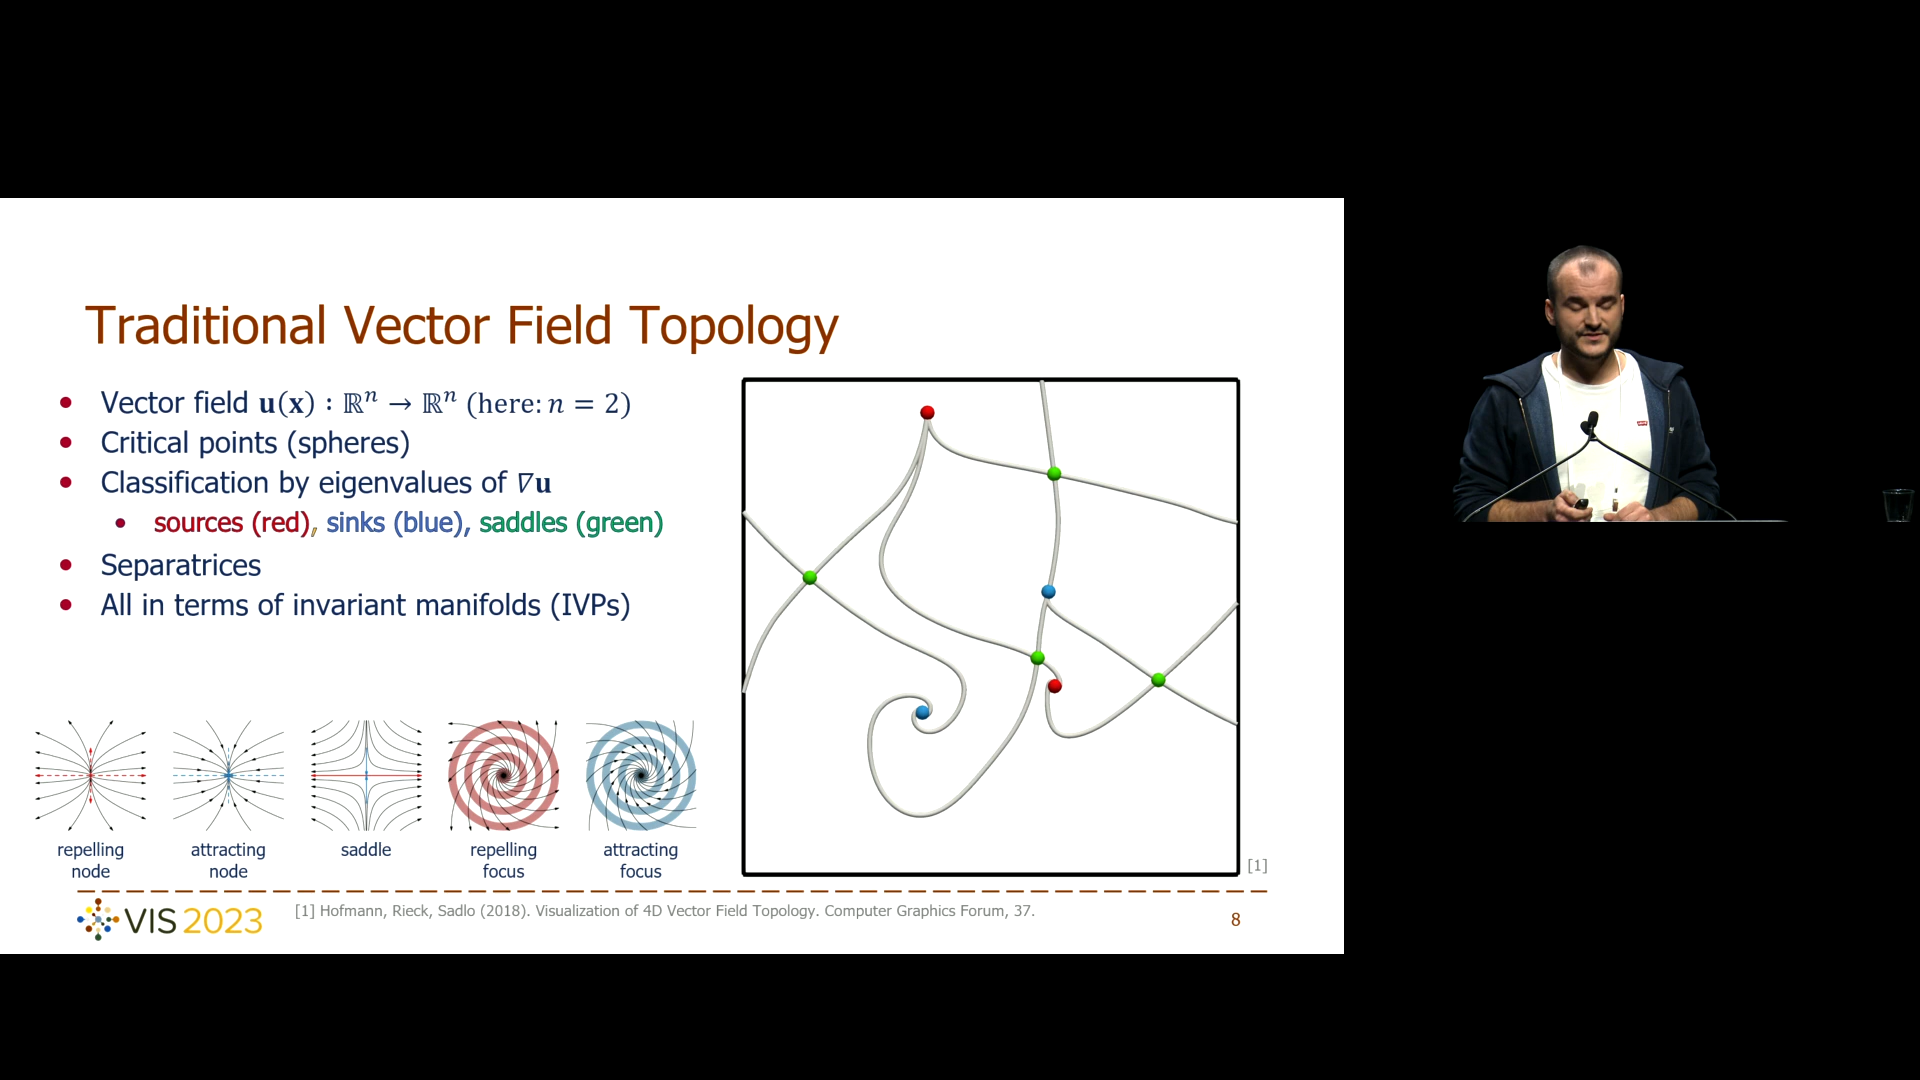 Traditional Vector Field Topology
• Vector field u(x) : ℝⁿ → ℝⁿ (here: n = 2)
• Critical points (spheres)
• Classification by eigenvalues of ∇u
• sources (red), sinks (blue), saddles (green)
• Separatrices
• All in terms of invariant manifolds (IVPs)
repelling node
attracting node
saddle
repelling focus
attracting focus
[1]
VIS 2023
[1] Hofmann, Rieck, Sadlo (2018). Visualization of 4D Vector Field Topology. Computer Graphics Forum, 37.
8